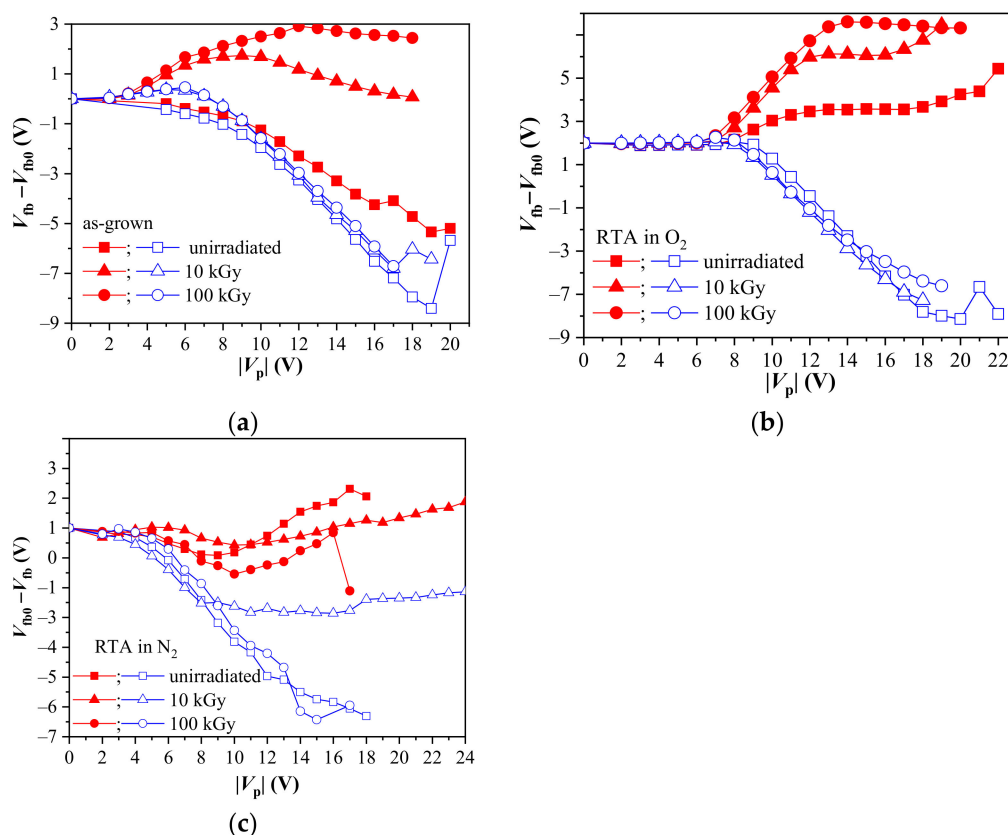 3
1
–1
–3
–5
–7
–9
V_fb –V_fb0 (V)
as-grown
; unirradiated
; 10 kGy
; 100 kGy
0 2 4 6 8 10 12 14 16 18 20
|V_p| (V)
(a)
5
2
–1
–3
–7
–9
V_fb–V_fb0 (V)
RTA in O₂
; unirradiated
; 10 kGy
; 100 kGy
0 2 4 6 8 10 12 14 16 18 20 22
|V_p| (V)
(b)
3
2
1
0
–1
–2
–3
–4
–5
–6
–7
V_fb0 –V_fb (V)
RTA in N₂
; unirradiated
; 10 kGy
; 100 kGy
0 2 4 6 8 10 12 14 16 18 20 22 24
|V_p| (V)
(c)